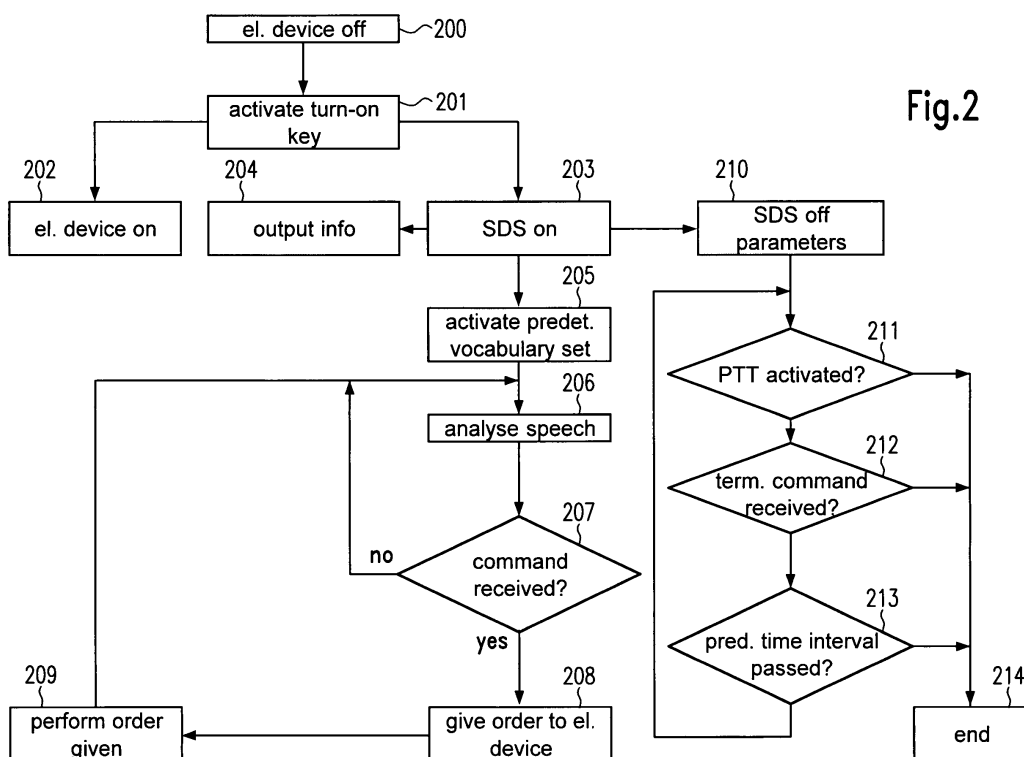 el. device off
200
Fig.2
activate turn-on
key
201
202
204
203
210
el. device on
output info
SDS on
SDS off
parameters
205
activate predet.
vocabulary set
211
PTT activated?
206
analyse speech
212
term. command
received?
207
no
command
received?
213
yes
pred. time interval
passed?
209
208
214
perform order
given
give order to el.
device
end